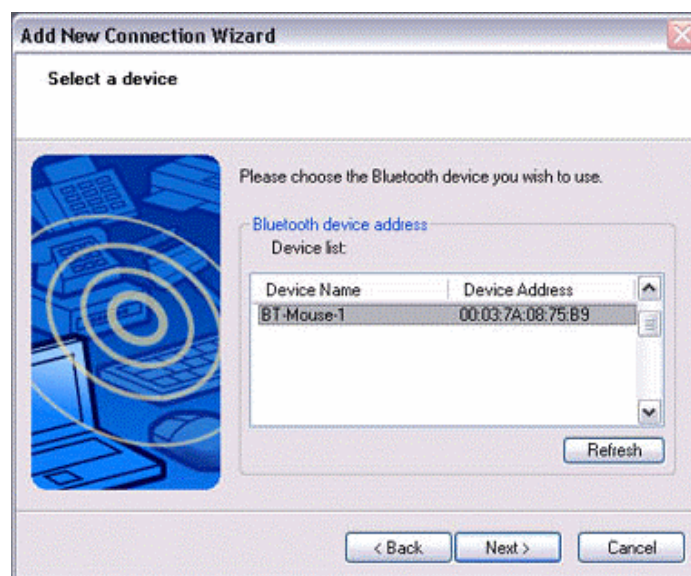 Add New Connection Wizard
Select a device
Please choose the Bluetooth device you wish to use.
Bluetooth device address
Device list:
Device Name Device Address
BT-Mouse-1 00:03:7A:08:75:B9
Refresh
< Back Next > Cancel